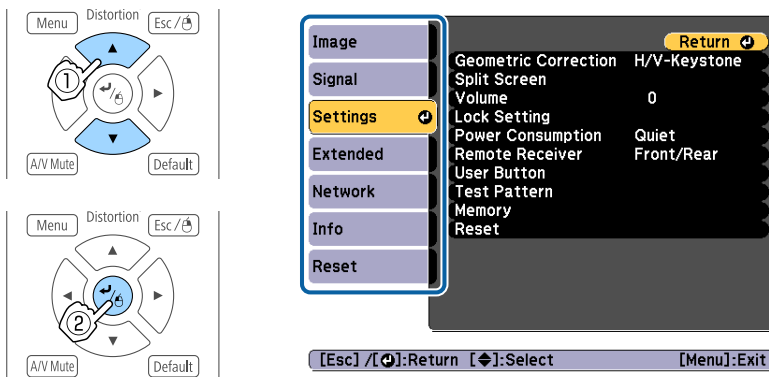 Menu
Distortion
Esc/
1
A/V Mute
Default
Menu
Distortion
Esc/
2
A/V Mute
Default
Image
Signal
Settings
Extended
Network
Info
Reset
Return
Geometric Correction H/V-Keystone
Split Screen
Volume 0
Lock Setting
Power Consumption Quiet
Remote Receiver Front/Rear
User Button
Test Pattern
Memory
Reset
[Esc] /[ ]:Return [ ]:Select [Menu]:Exit